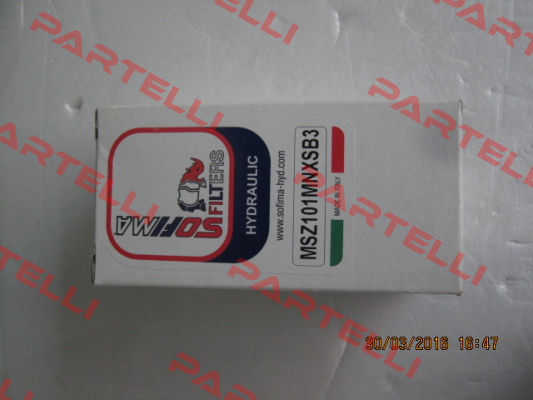 SOFIMA
FILTERS
HYDRAULIC
www.sofima-hyd.com
MSZ101MNXSB3
MADE IN ITALY
30/03/2016 16:47
PARTELLI
PARTELLI
PARTELLI
PARTELLI
PARTELLI
PARTELLI